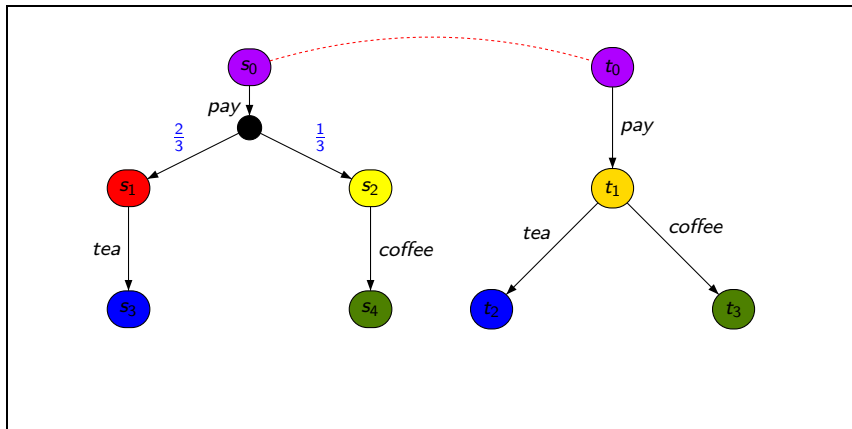 s0
t0
pay
2/3
1/3
pay
s1
s2
t1
tea
coffee
tea
coffee
s3
s4
t2
t3